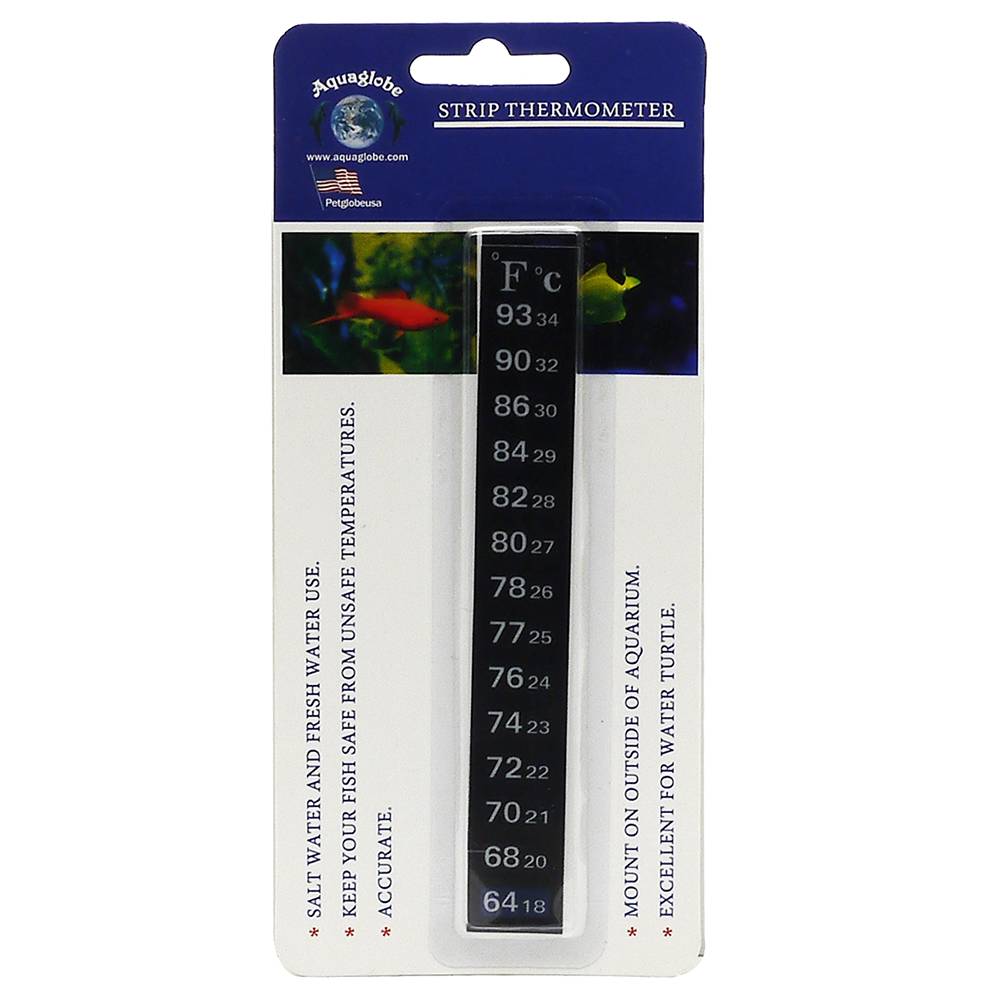 Aquaglobe
www.aquaglobe.com
Petglobeusa
STRIP THERMOMETER
°F °c
93 34
90 32
86 30
84 29
82 28
80 27
78 26
77 25
76 24
74 23
72 22
70 21
68 20
64 18
* SALT WATER AND FRESH WATER USE.
* KEEP YOUR FISH SAFE FROM UNSAFE TEMPERATURES.
* ACCURATE.
* MOUNT ON OUTSIDE OF AQUARIUM.
* EXCELLENT FOR WATER TURTLE.